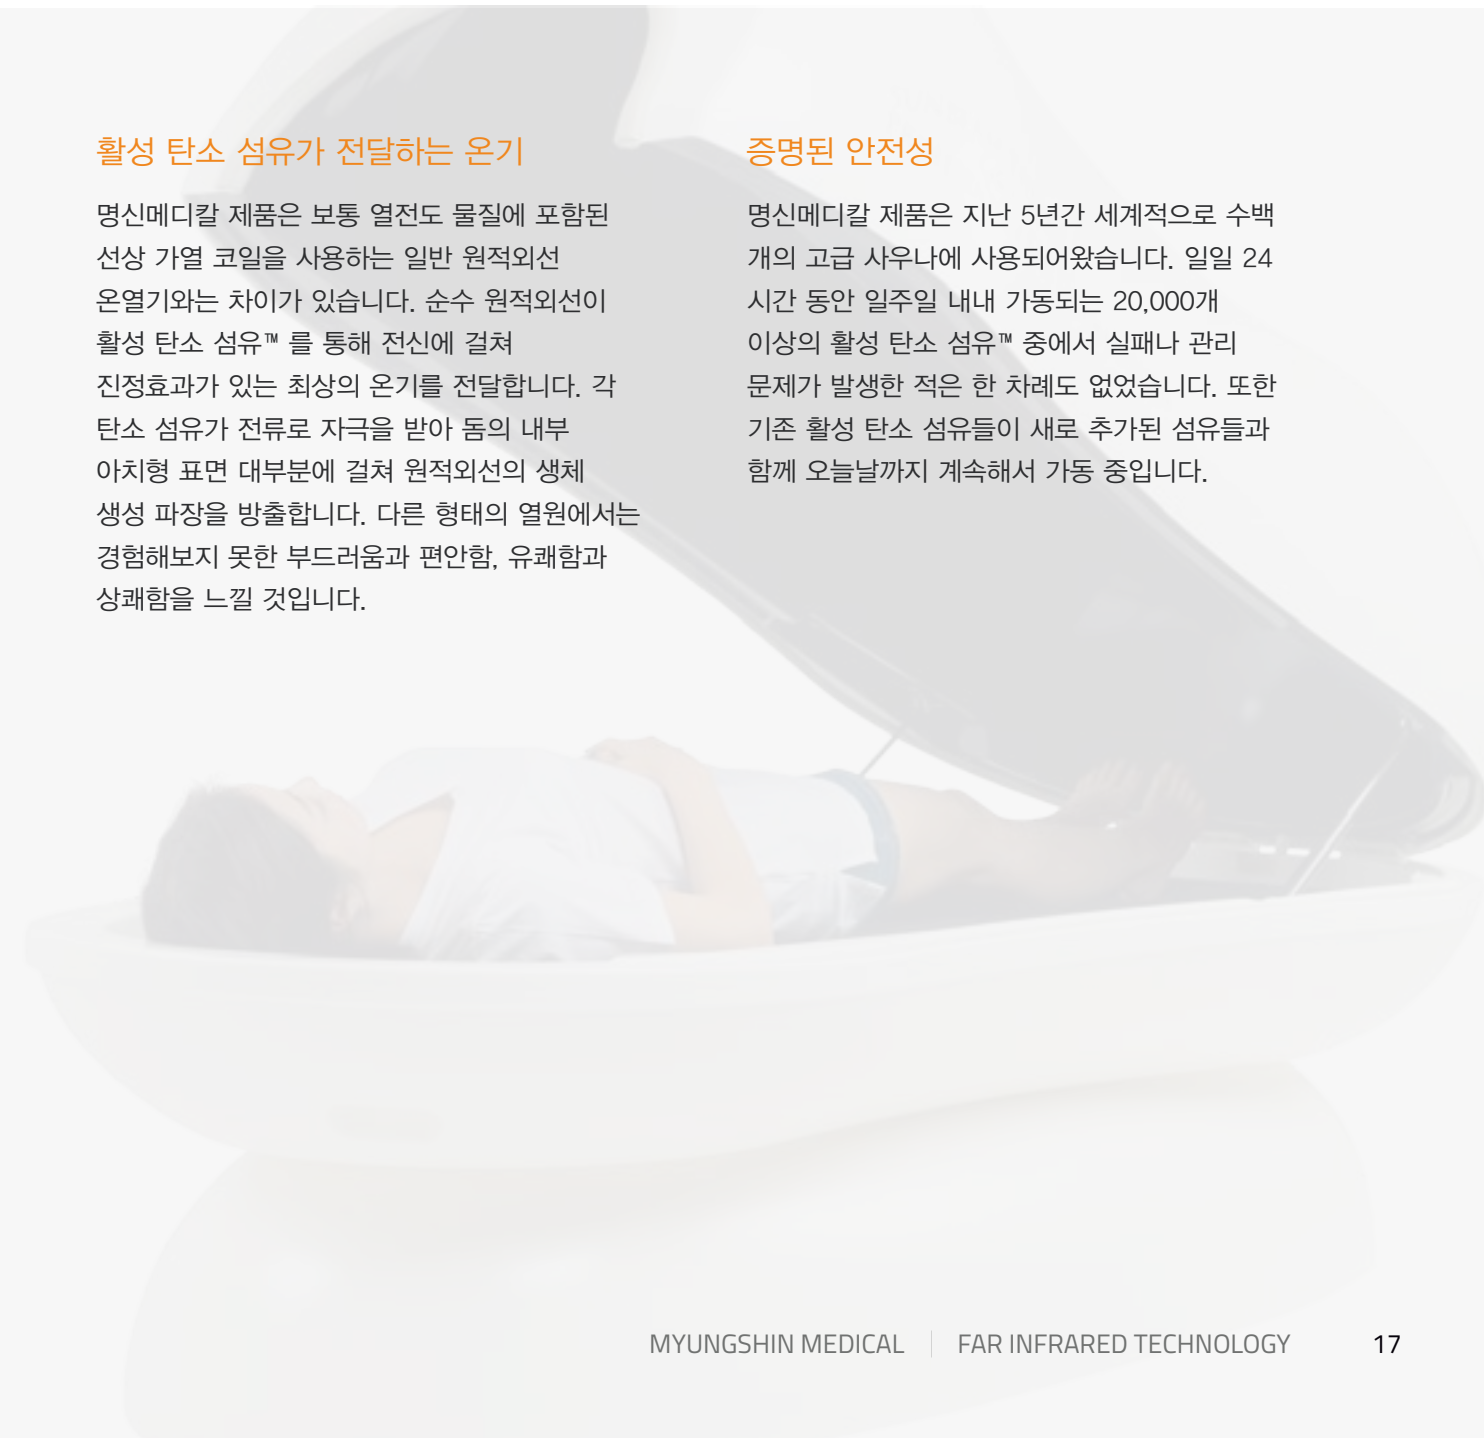 활성 탄소 섬유가 전달하는 온기
명신메디칼 제품은 보통 열전도 물질에 포함된
선상 가열 코일을 사용하는 일반 원적외선
온열기와는 차이가 있습니다. 순수 원적외선이
활성 탄소 섬유™ 를 통해 전신에 걸쳐
진정효과가 있는 최상의 온기를 전달합니다. 각
탄소 섬유가 전류로 자극을 받아 돔의 내부
아치형 표면 대부분에 걸쳐 원적외선의 생체
생성 파장을 방출합니다. 다른 형태의 열원에서는
경험해보지 못한 부드러움과 편안함, 유쾌함과
상쾌함을 느낄 것입니다.
증명된 안전성
명신메디칼 제품은 지난 5년간 세계적으로 수백
개의 고급 사우나에 사용되어왔습니다. 일일 24
시간 동안 일주일 내내 가동되는 20,000개
이상의 활성 탄소 섬유™ 중에서 실패나 관리
문제가 발생한 적은 한 차례도 없었습니다. 또한
기존 활성 탄소 섬유들이 새로 추가된 섬유들과
함께 오늘날까지 계속해서 가동 중입니다.
MYUNGSHIN MEDICAL | FAR INFRARED TECHNOLOGY 17